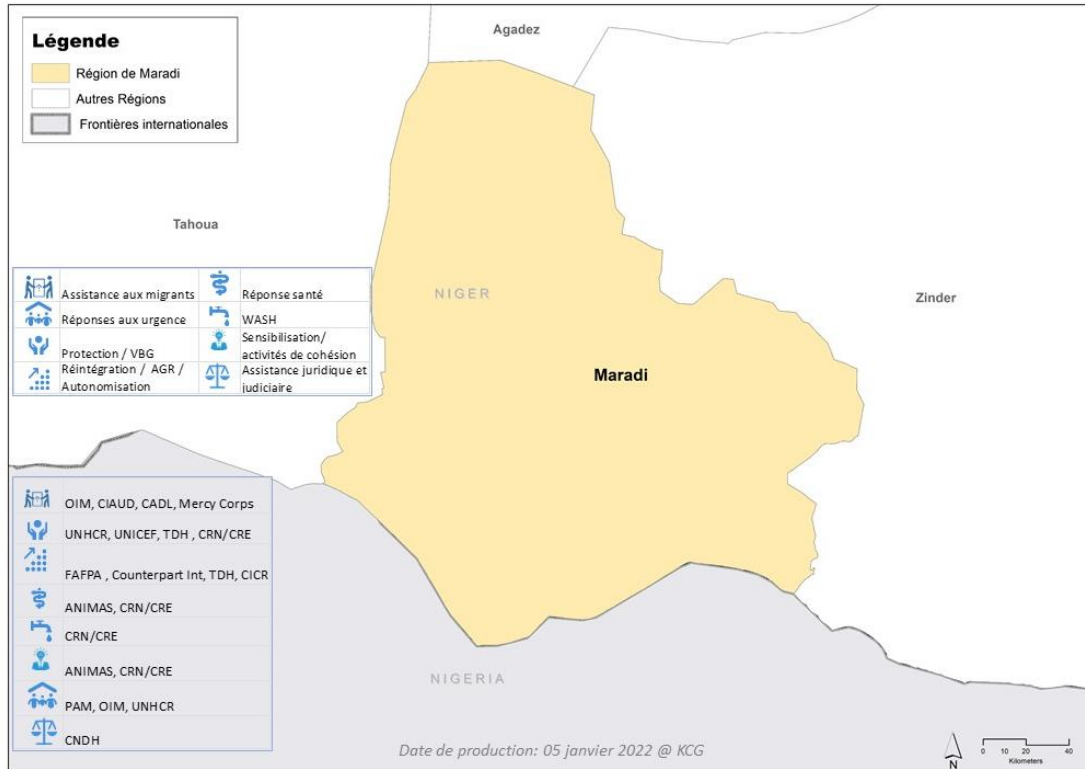 Agadez
Légende
Région de Maradi
Autres Régions
Frontières internationales
Tahoua
NIGER
Zinder
Maradi
Assistance aux migrants
Réponse santé
Réponses aux urgence
WASH
Protection / VBG
Sensibilisation/
activités de cohésion
Réintégration / AGR /
Autonomisation
Assistance juridique et
judiciaire
OIM, CIAUD, CADL, Mercy Corps
UNHCR, UNICEF, TDH , CRN/CRE
FAFPA , Counterpart Int, TDH, CICR
ANIMAS, CRN/CRE
CRN/CRE
ANIMAS, CRN/CRE
PAM, OIM, UNHCR
CNDH
NIGERIA
Date de production: 05 janvier 2022 @ KCG
N
0 10 20 40
Kilometers